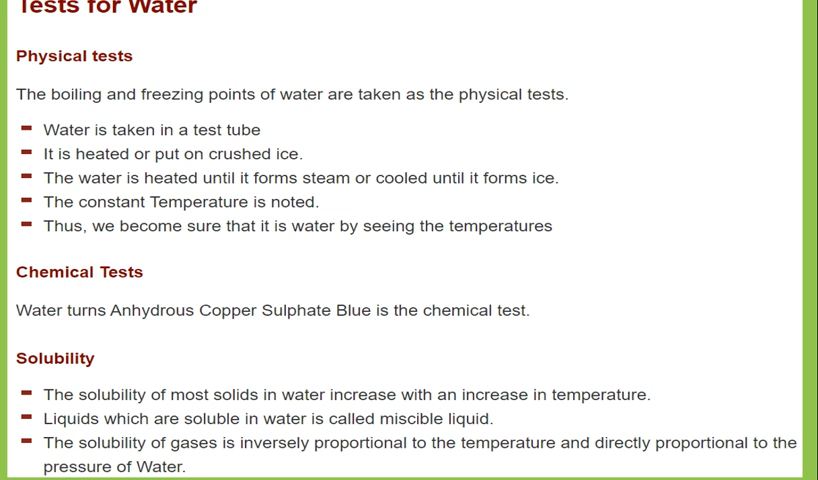 Tests for Water
Physical tests
The boiling and freezing points of water are taken as the physical tests.
Water is taken in a test tube
It is heated or put on crushed ice.
The water is heated until it forms steam or cooled until it forms ice.
The constant Temperature is noted.
Thus, we become sure that it is water by seeing the temperatures
Chemical Tests
Water turns Anhydrous Copper Sulphate Blue is the chemical test.
Solubility
The solubility of most solids in water increase with an increase in temperature.
Liquids which are soluble in water is called miscible liquid.
The solubility of gases is inversely proportional to the temperature and directly proportional to the
pressure of Water.